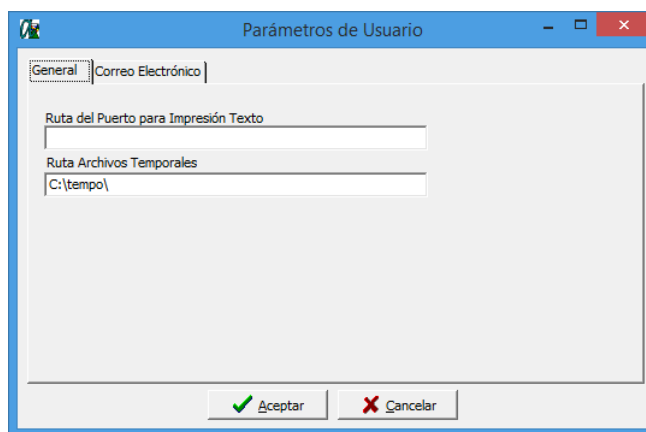 Parámetros de Usuario
General Correo Electrónico
Ruta del Puerto para Impresión Texto
Ruta Archivos Temporales
C:\tempo\
Aceptar Cancelar